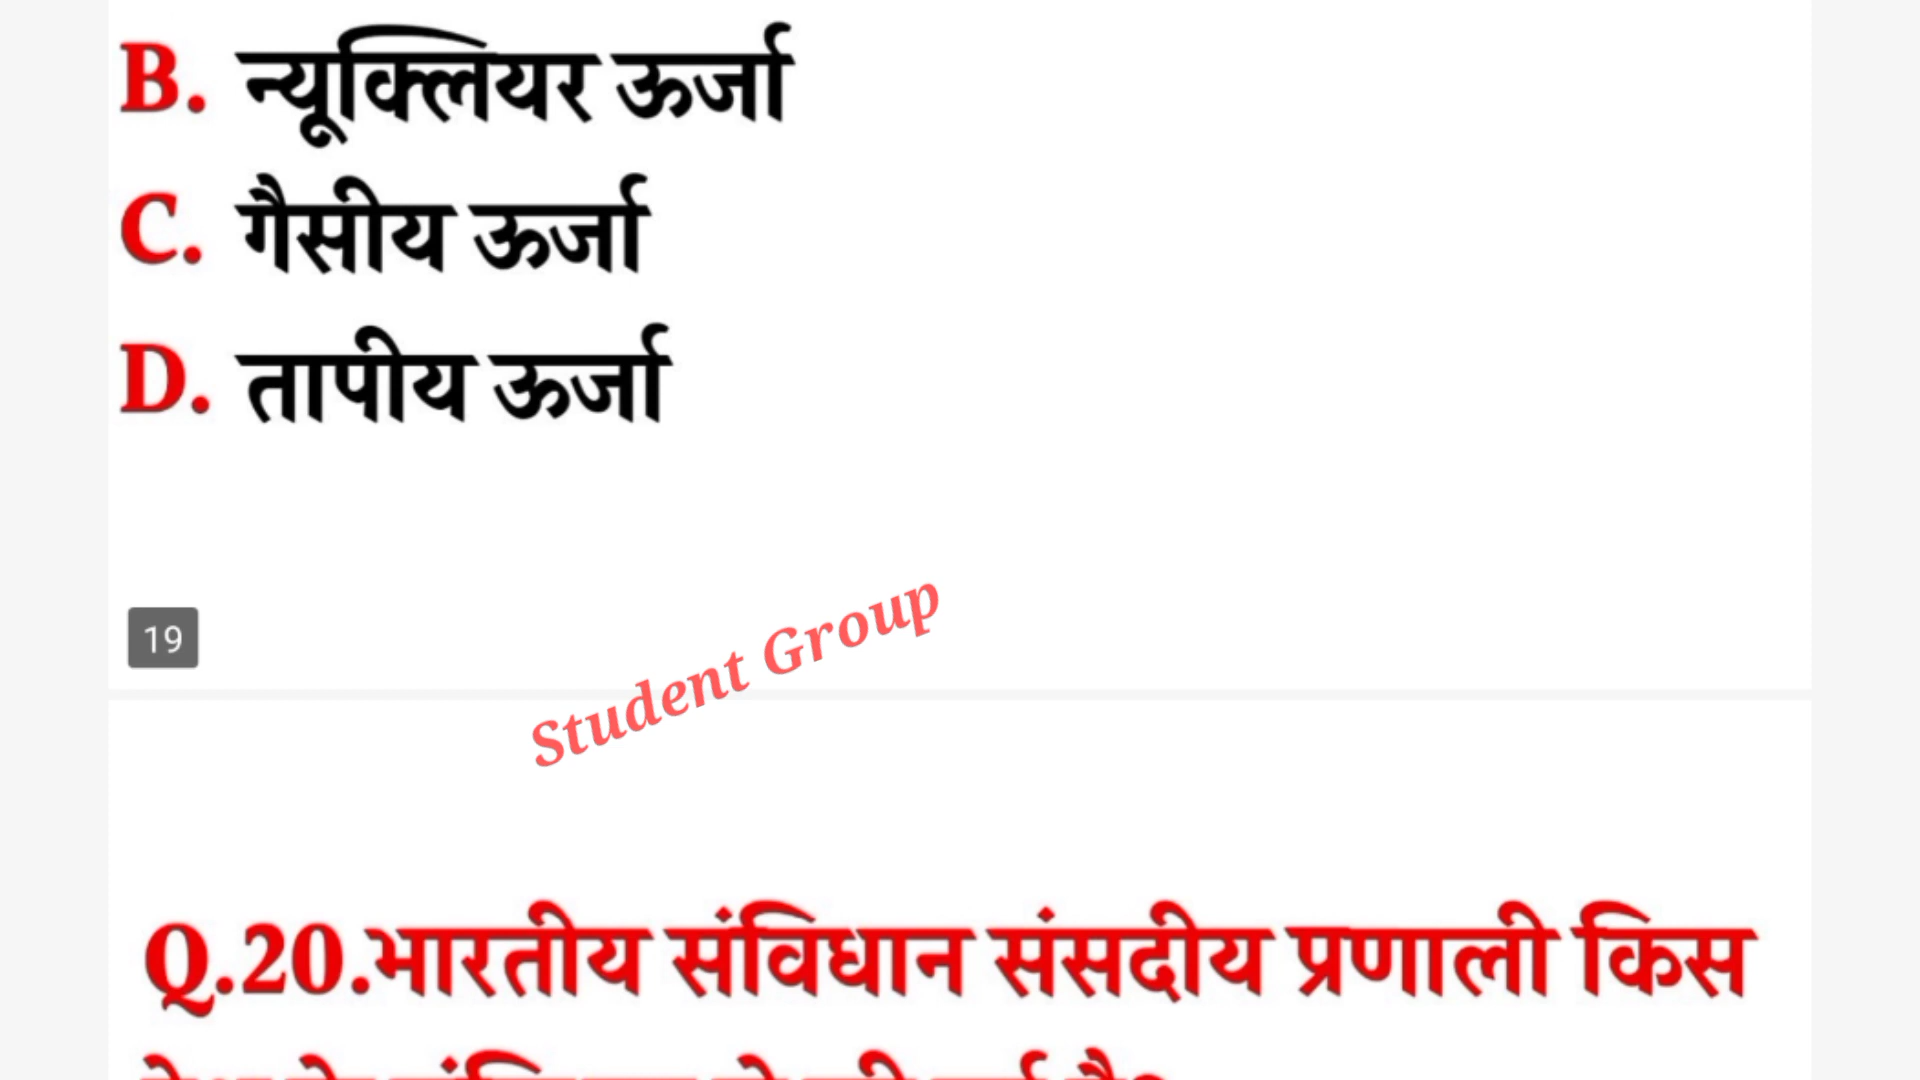 B. न्यूक्लियर ऊर्जा
C. गैसीय ऊर्जा
D. तापीय ऊर्जा
19
Student Group
Q.20.भारतीय संविधान संसदीय प्रणाली किस